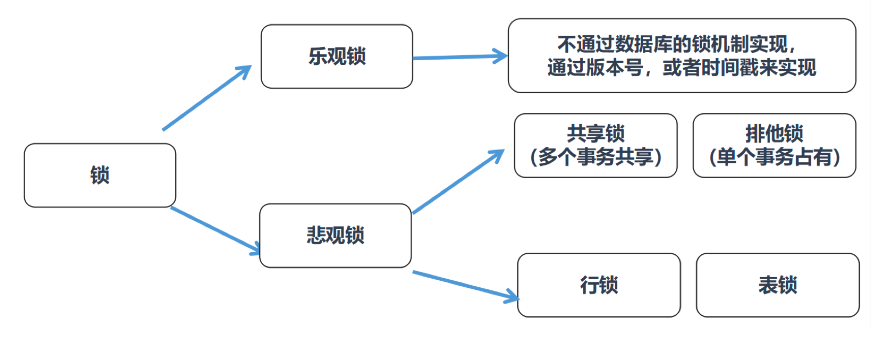 锁
乐观锁
不通过数据库的锁机制实现，
通过版本号，或者时间戳来实现
悲观锁
共享锁
（多个事务共享）
排他锁
（单个事务占有）
行锁
表锁